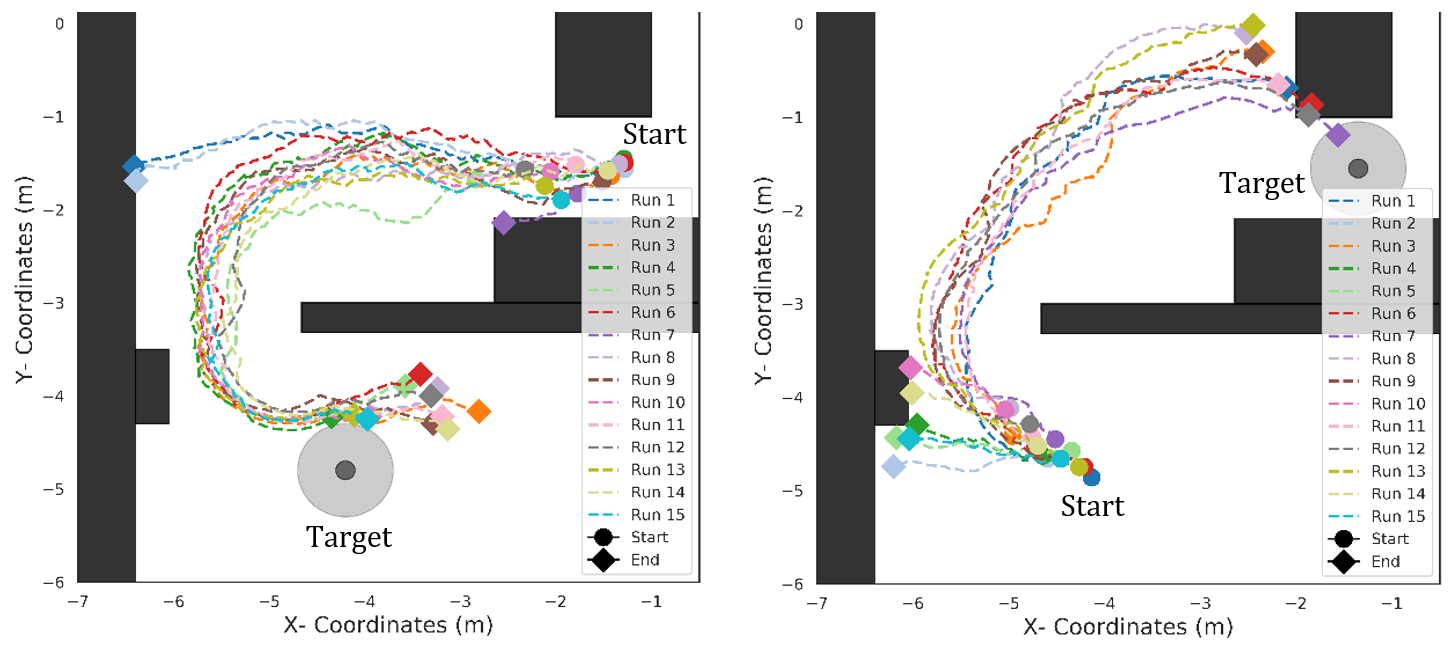 0
−1
−2
−3
−4
−5
−6
Y- Coordinates (m)
−7
−6
−5
−4
−3
−2
−1
X- Coordinates (m)
Start
Target
Run 1
Run 2
Run 3
Run 4
Run 5
Run 6
Run 7
Run 8
Run 9
Run 10
Run 11
Run 12
Run 13
Run 14
Run 15
Start
End
0
−1
−2
−3
−4
−5
−6
Y- Coordinates (m)
−7
−6
−5
−4
−3
−2
−1
X- Coordinates (m)
Target
Start
Run 1
Run 2
Run 3
Run 4
Run 5
Run 6
Run 7
Run 8
Run 9
Run 10
Run 11
Run 12
Run 13
Run 14
Run 15
Start
End